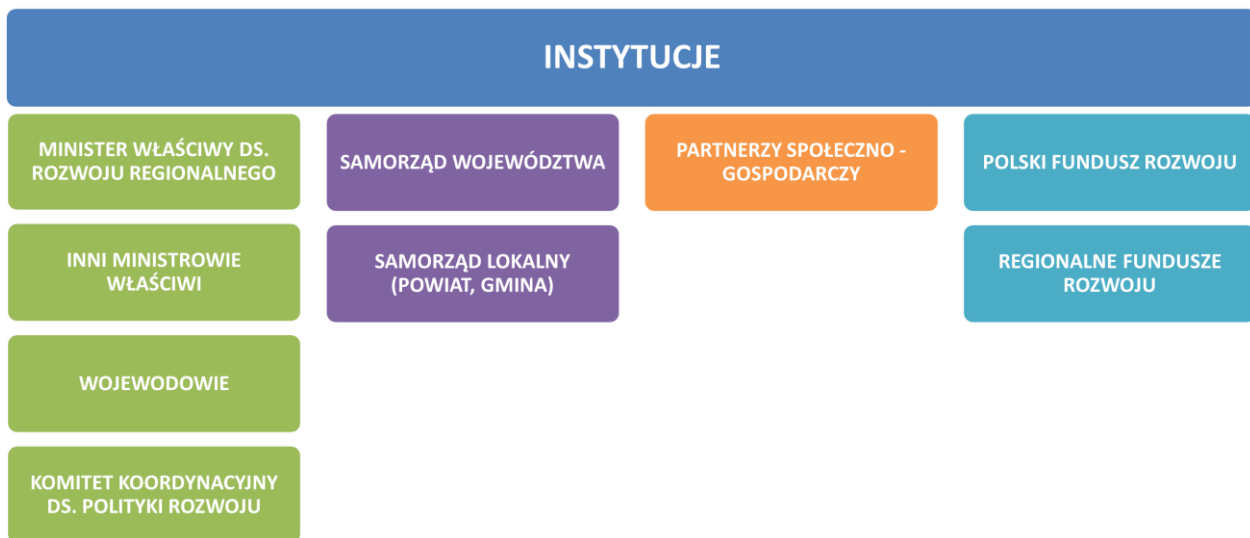 INSTYTUCJE
MINISTER WŁAŚCIWY DS.
ROZWOJU REGIONALNEGO
INNI MINISTROWIE
WŁAŚCIWI
WOJEWODOWIE
KOMITET KOORDYNACYJNY
DS. POLITYKI ROZWOJU
SAMORZĄD WOJEWÓDZTWA
SAMORZĄD LOKALNY
(POWIAT, GMINA)
PARTNERZY SPOŁECZNO -
GOSPODARCZY
POLSKI FUNDUSZ ROZWOJU
REGIONALNE FUNDUSZE
ROZWOJU